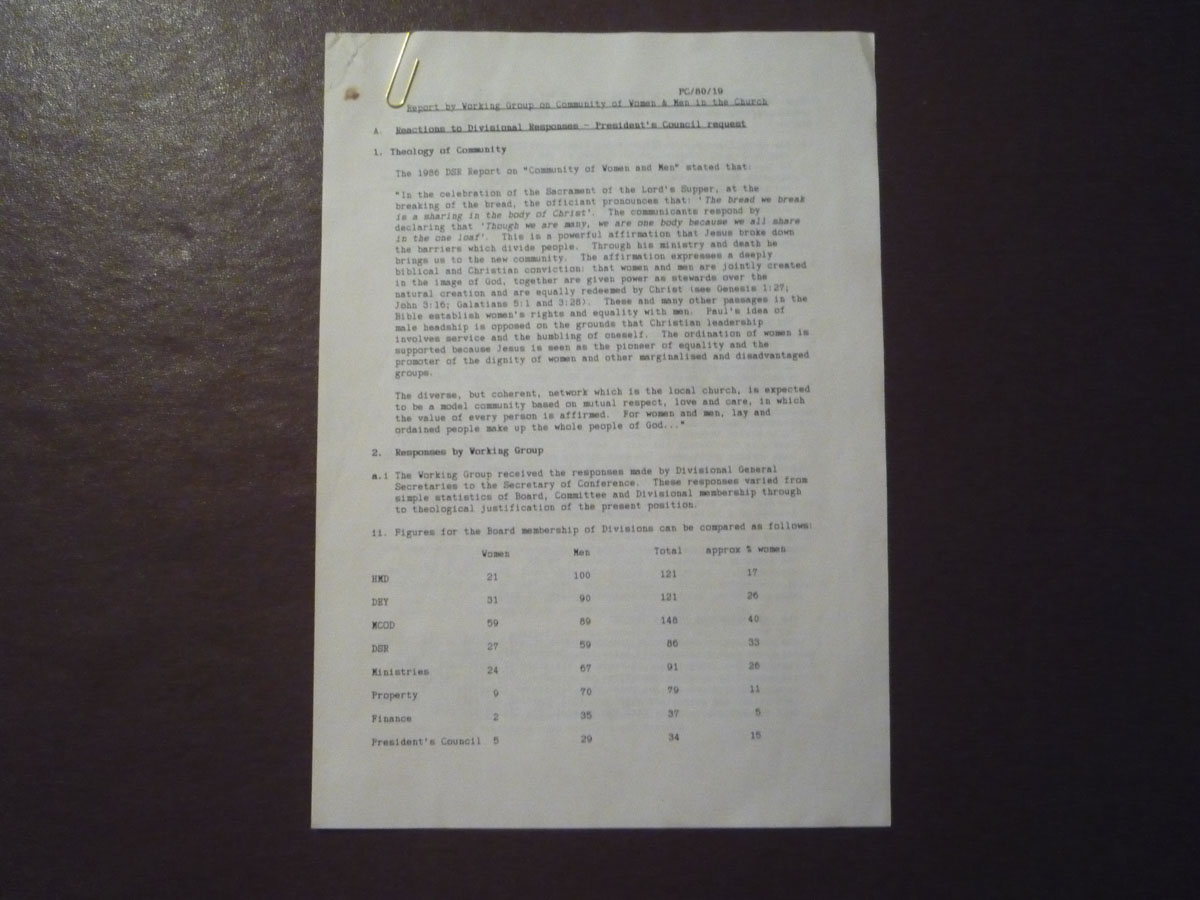 PC/80/19
Report by Working Group on Community of Women & Men in the Church
A. Reactions to Divisional Responses - President's Council request
1. Theology of Community
The 1986 DSR Report on "Community of Women and Men" stated that:
"In the celebration of the Sacrament of the Lord's Supper, at the
breaking of the bread, the officiant pronounces that: 'The bread we break
is a sharing in the body of Christ'. The communicants respond by
declaring that 'Though we are many, we are one body because we all share
in the one loaf'. This is a powerful affirmation that Jesus broke down
the barriers which divide people. Through his ministry and death he
brings us to the new community. The affirmation expresses a deeply
biblical and Christian conviction: that women and men are jointly created
in the image of God, together are given power as stewards over the
natural creation and are equally redeemed by Christ (see Genesis 1:27;
John 3:16; Galatians 5:1 and 3:28). These and many other passages in the
Bible establish women's rights and equality with men. Paul's idea of
male headship is opposed on the grounds that Christian leadership
involves service and the humbling of oneself. The ordination of women is
supported because Jesus is seen as the pioneer of equality and the
promoter of the dignity of women and other marginalised and disadvantaged
groups.
The diverse, but coherent, network which is the local church, is expected
to be a model community based on mutual respect, love and care, in which
the value of every person is affirmed. For women and men, lay and
ordained people make up the whole people of God..."
2. Responses by Working Group
a.i The Working Group received the responses made by Divisional General
Secretaries to the Secretary of Conference. These responses varied from
simple statistics of Board, Committee and Divisional membership through
to theological justification of the present position.
ii. Figures for the Board membership of Divisions can be compared as follows:
Women Men Total approx % women
HMD 21 100 121 17
DEY 31 90 121 26
MCOD 59 89 148 40
DSR 27 59 86 33
Ministries 24 67 91 26
Property 9 70 79 11
Finance 2 35 37 5
President's Council 5 29 34 15